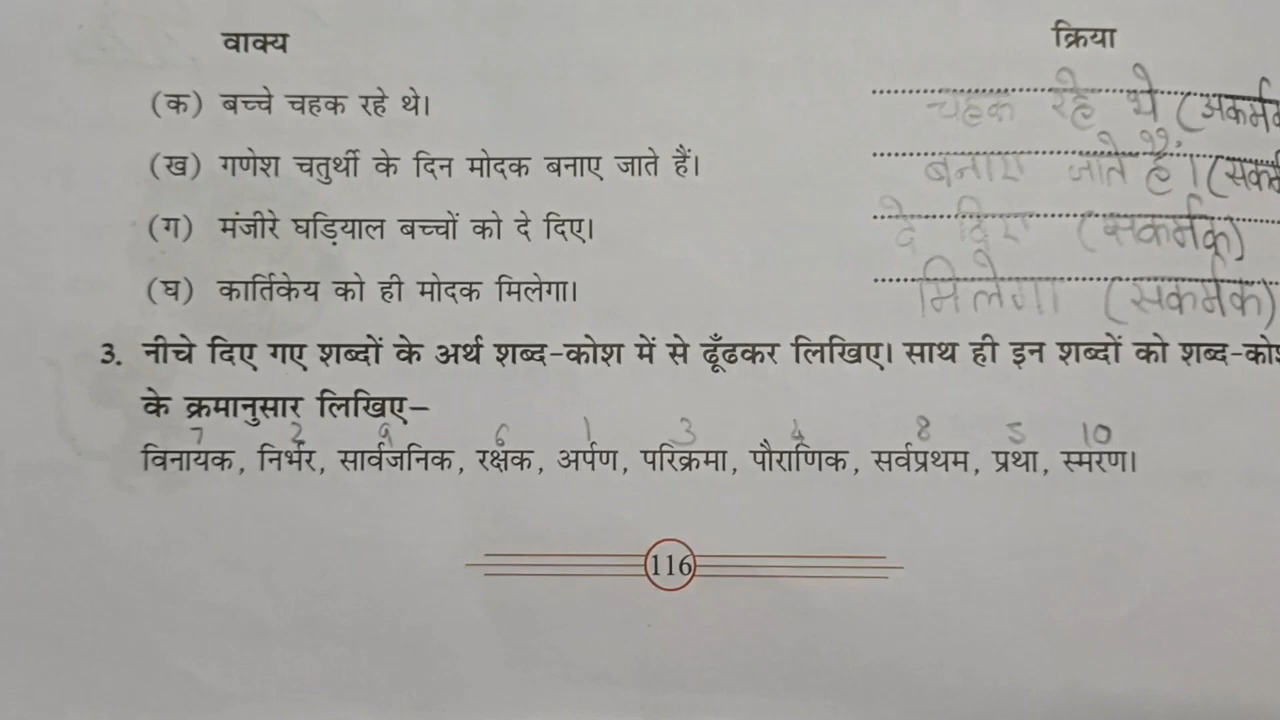 वाक्य क्रिया
(क) बच्चे चहक रहे थे। चहक रहे थे (अकर्मक
(ख) गणेश चतुर्थी के दिन मोदक बनाए जाते हैं। बनाए जाते हैं। (सकर्म
(ग) मंजीरे घड़ियाल बच्चों को दे दिए। दे दिए (सकर्मक)
(घ) कार्तिकेय को ही मोदक मिलेगा। मिलेगा (सकर्मक)
3. नीचे दिए गए शब्दों के अर्थ शब्द-कोश में से ढूँढकर लिखिए। साथ ही इन शब्दों को शब्द-कोश
के क्रमानुसार लिखिए–
7 2 9 6 1 3 4 8 5 10
विनायक, निर्भर, सार्वजनिक, रक्षक, अर्पण, परिक्रमा, पौराणिक, सर्वप्रथम, प्रथा, स्मरण।
116